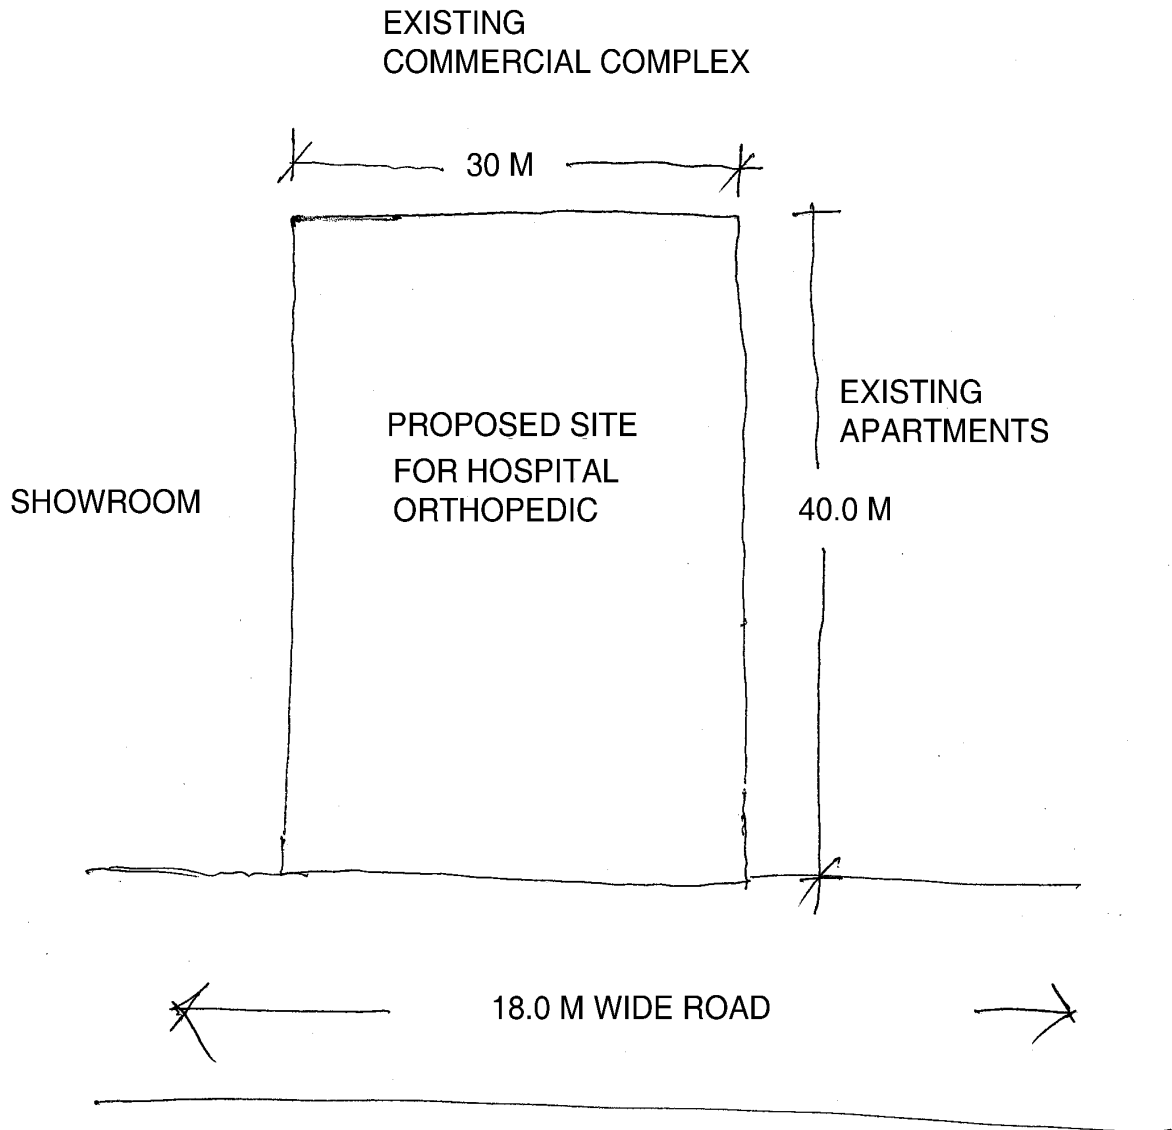 EXISTING
COMMERCIAL COMPLEX
30 M
EXISTING
APARTMENTS
PROPOSED SITE
FOR HOSPITAL
ORTHOPEDIC
SHOWROOM
40.0 M
18.0 M WIDE ROAD